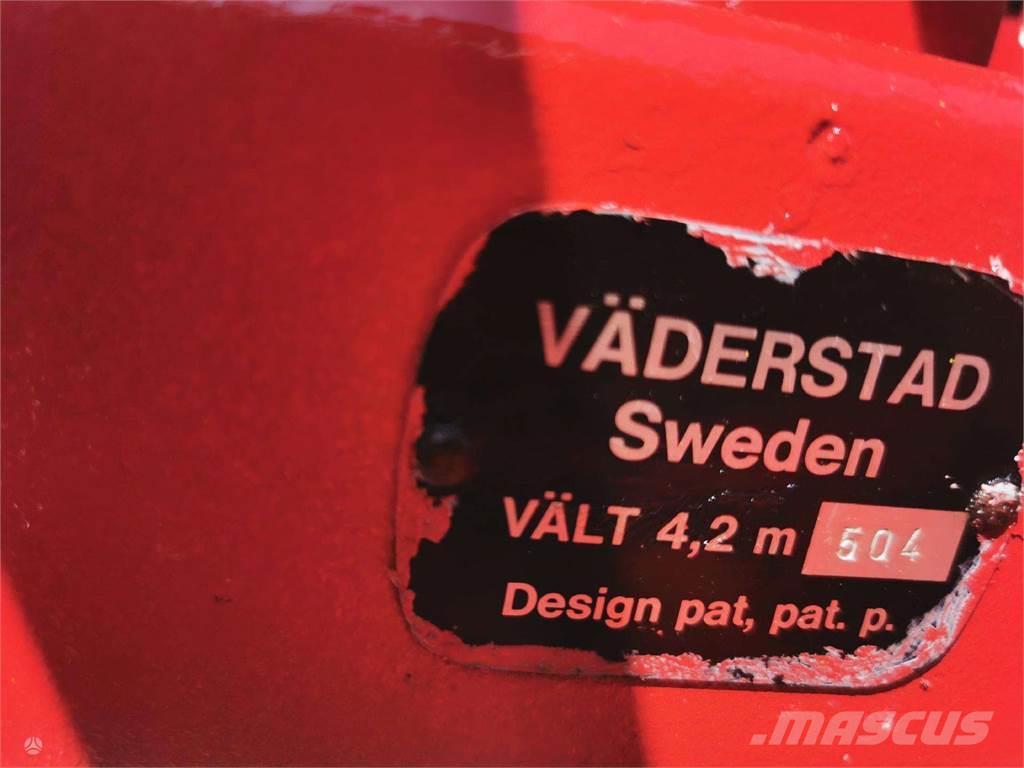 VÄDERSTAD
Sweden
VÄLT 4,2 m 504
Design pat, pat. p.
MASCUS